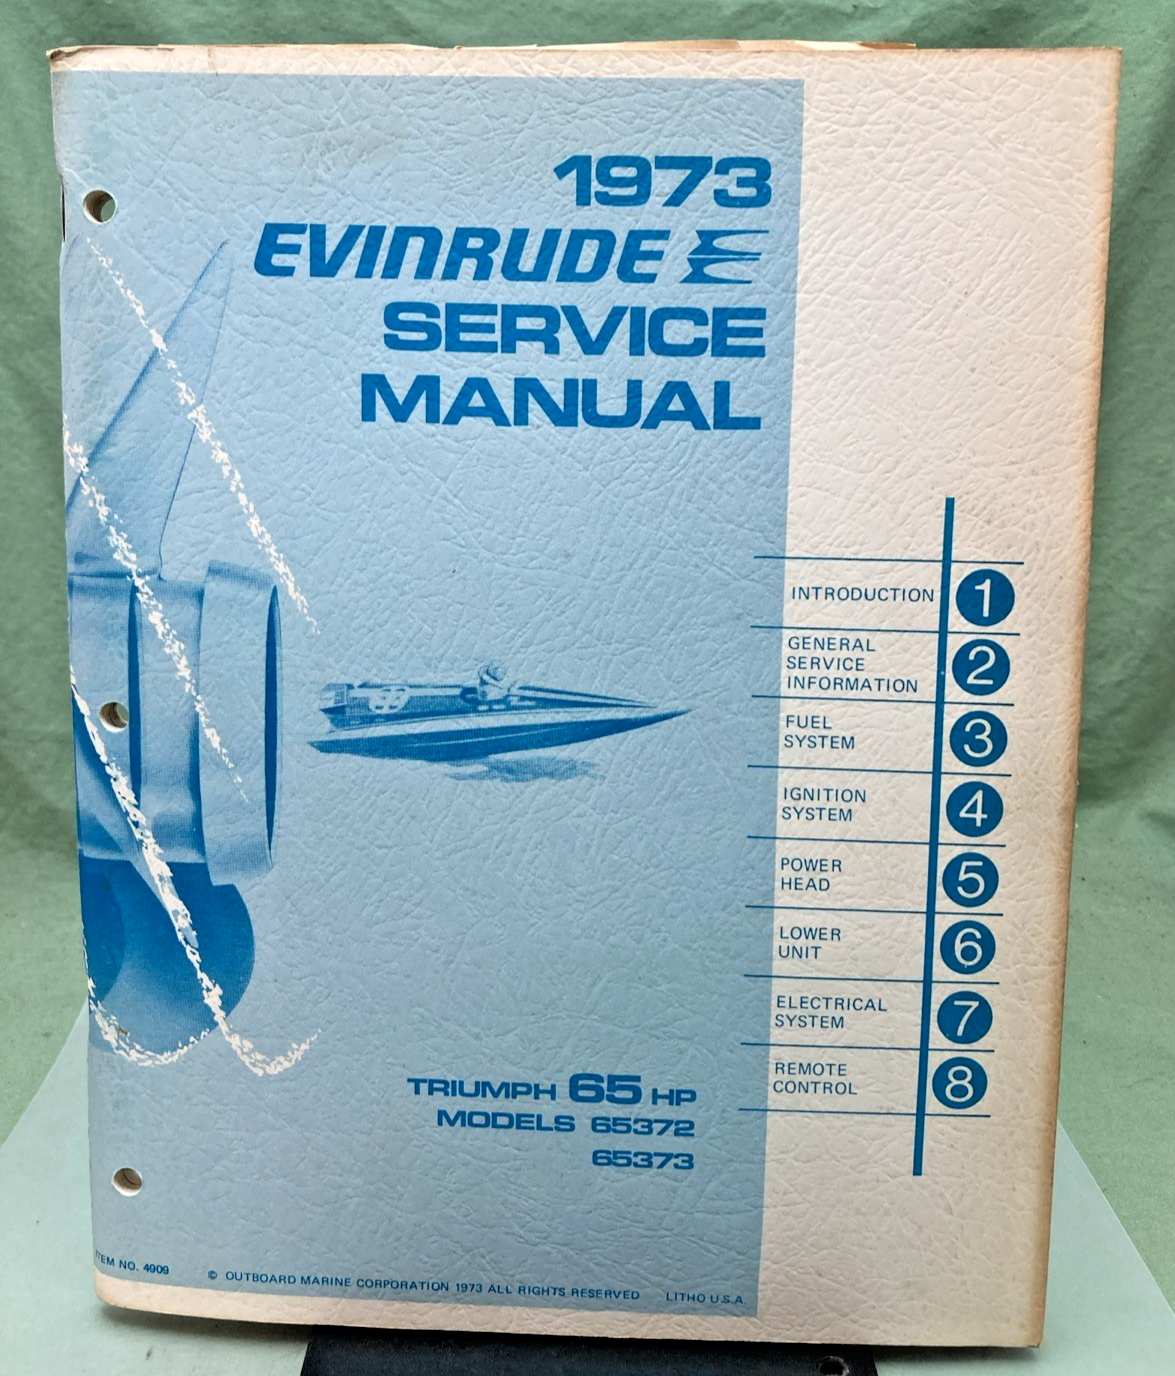 1973
EVINRUDE
SERVICE
MANUAL
INTRODUCTION 1
GENERAL
SERVICE
INFORMATION 2
FUEL
SYSTEM 3
IGNITION
SYSTEM 4
POWER
HEAD 5
LOWER
UNIT 6
ELECTRICAL
SYSTEM 7
REMOTE
CONTROL 8
TRIUMPH 65 HP
MODELS 65372
65373
ITEM NO. 4909
© OUTBOARD MARINE CORPORATION 1973 ALL RIGHTS RESERVED LITHO U.S.A.